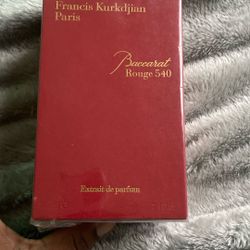 Francis Kurkdjian
Paris
Baccarat
Rouge 540
Extrait de parfum